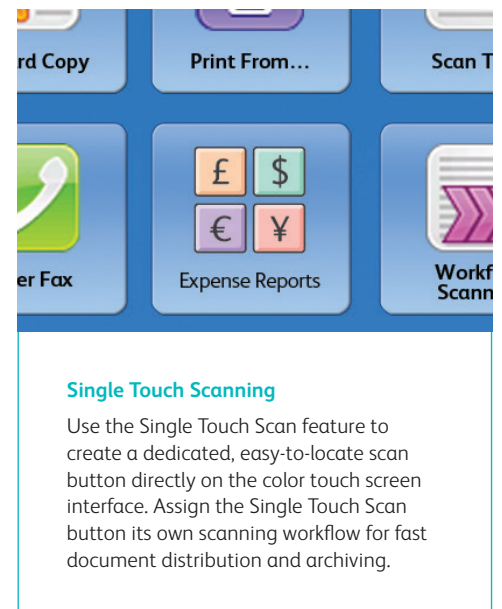 rd Copy
Print From...
Scan T
£ $
€ ¥
er Fax
Expense Reports
Workf
Scann
Single Touch Scanning
Use the Single Touch Scan feature to
create a dedicated, easy-to-locate scan
button directly on the color touch screen
interface. Assign the Single Touch Scan
button its own scanning workflow for fast
document distribution and archiving.